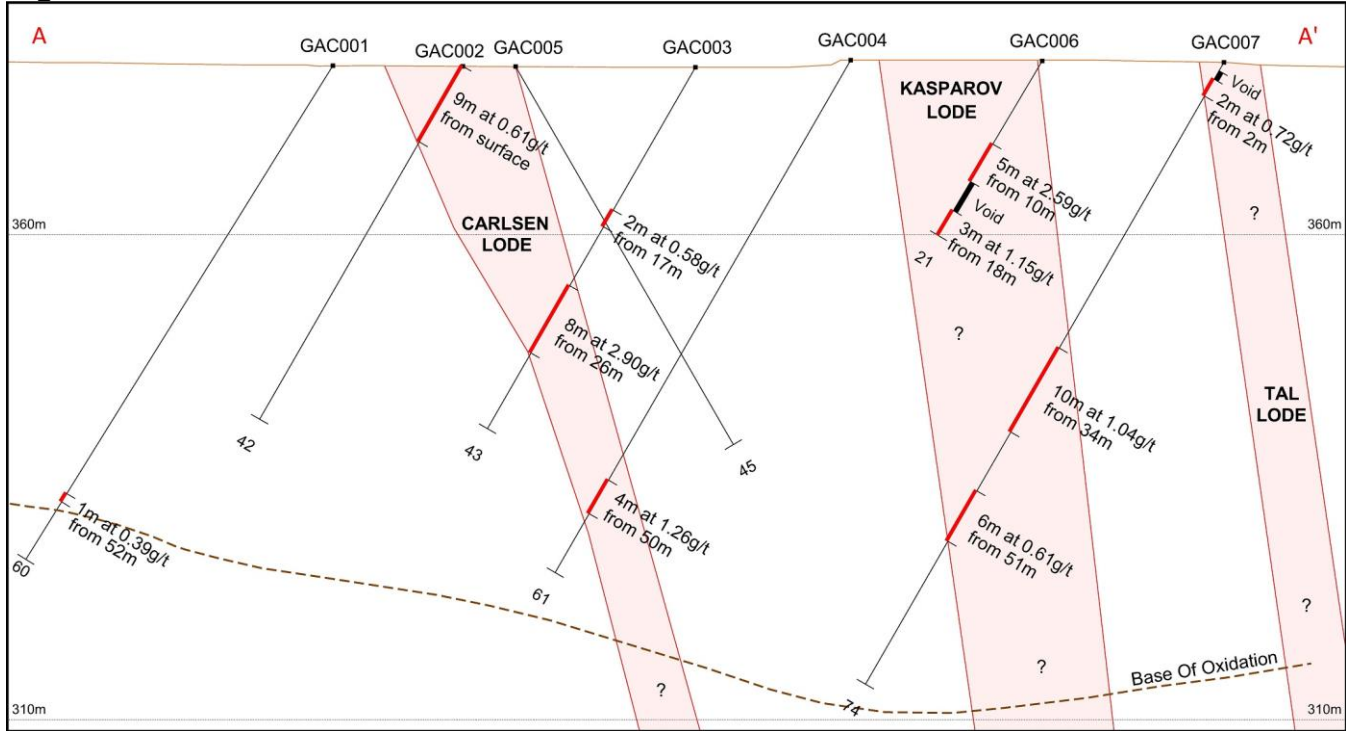 A
GAC001
GAC002
GAC005
GAC003
GAC004
GAC006
GAC007
A'
KASPAROV
LODE
Void
2m at 0.72g/t
from 2m
9m at 0.61g/t
from surface
5m at 2.59g/t
from 10m
Void
3m at 1.15g/t
from 18m
21
CARLSEN
LODE
2m at 0.58g/t
from 17m
360m
360m
?
8m at 2.90g/t
from 26m
?
TAL
LODE
10m at 1.04g/t
from 34m
42
43
45
1m at 0.39g/t
from 52m
4m at 1.26g/t
from 50m
6m at 0.61g/t
from 51m
60
61
?
?
?
Base Of Oxidation
74
310m
310m